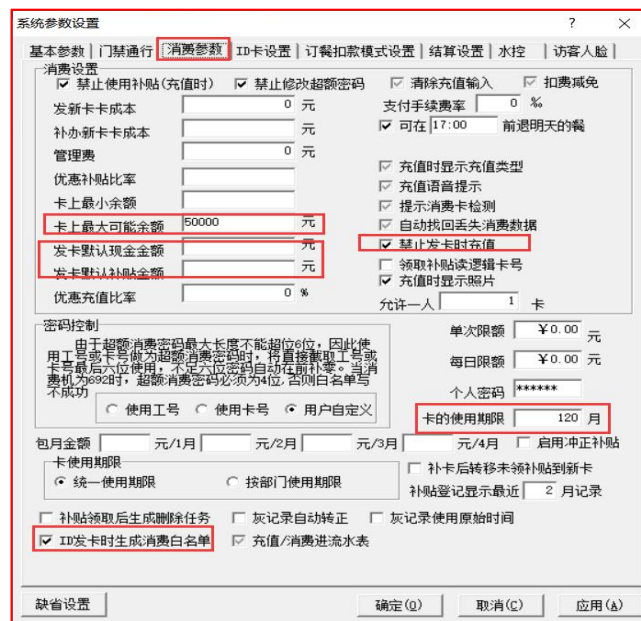 系统参数设置 ? ×
基本参数 门禁通行 消费参数 ID卡设置 订餐扣款模式设置 结算设置 水控 访客人脸
消费设置
禁止使用补贴(充值时) 禁止修改超额密码 清除充值输入 扣费减免
发新卡卡成本 0 元 支付手续费率 0 ‰
补办新卡卡成本 元 可在 17:00 前退明天的餐
管理费 0 元
优惠补贴比率 充值时显示充值类型
充值语音提示
卡上最小余额 提示消费卡检测
卡上最大可能余额 50000 元 自动找回丢失消费数据
发卡默认现金金额 元 禁止发卡时充值
发卡默认补贴金额 元 领取补贴读逻辑卡号
充值时显示照片
优惠充值比率 0 % 允许一人 1 卡
密码控制
由于超额消费密码最大长度不能超位6位，因此使
用工号或卡号做为超额消费密码时，将直接截取工号或
卡号最后六位使用，不足六位密码自动在前补零。当消
费机为692时，超额消费密码必须为4位，否则白名单写
不成功
使用工号 使用卡号 用户自定义
单次限额 ￥0.00 元
每日限额 ￥0.00 元
个人密码 ******
卡的使用期限 120 月
包月金额 元/1月 元/2月 元/3月 元/4月 启用冲正补贴
卡使用期限
统一使用期限 按部门使用期限
补卡后转移未领补贴到新卡
补贴登记显示最近 2 月记录
补贴领取后生成删除任务 灰记录自动转正 灰记录使用原始时间
ID发卡时生成消费白名单 充值/消费进流水表
缺省设置 确定(O) 取消(C) 应用(A)